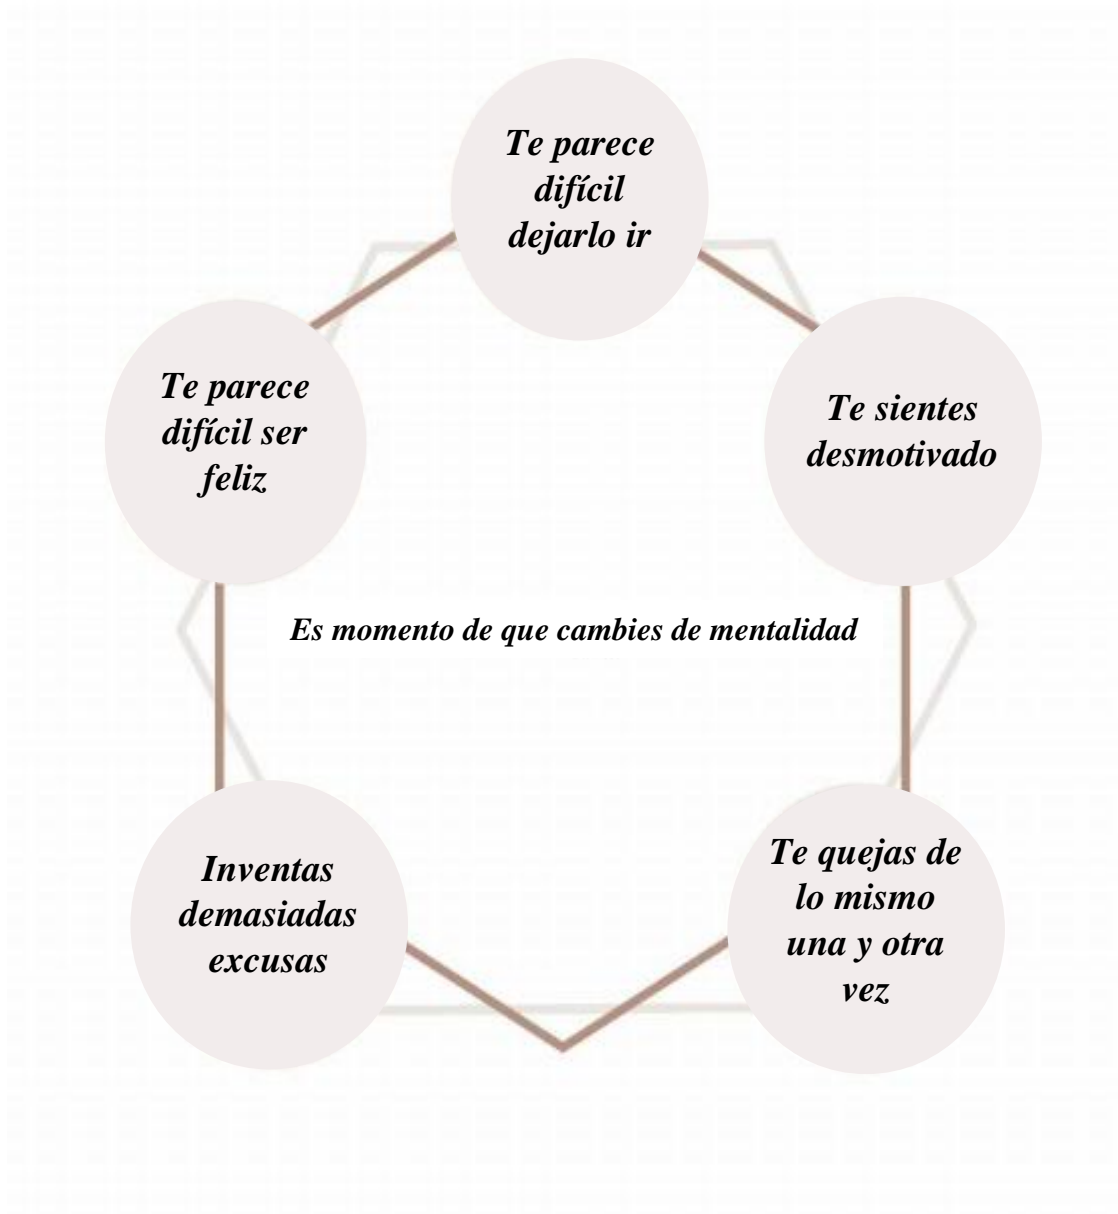 Te parece
difícil
dejarlo ir
Te parece
difícil ser
feliz
Te sientes
desmotivado
Es momento de que cambies de mentalidad
Inventas
demasiadas
excusas
Te quejas de
lo mismo
una y otra
vez